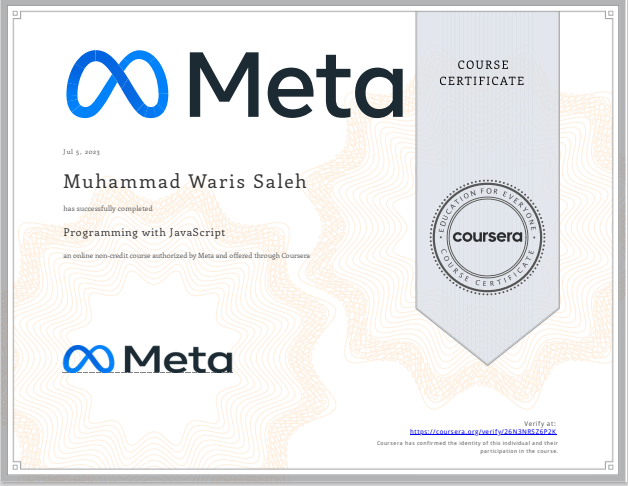 Meta
COURSE
CERTIFICATE
Jul 5, 2023
Muhammad Waris Saleh
has successfully completed
Programming with JavaScript
an online non-credit course authorized by Meta and offered through Coursera
EDUCATION FOR EVERYONE
coursera
COURSE CERTIFICATE
Meta
Verify at:
https://coursera.org/verify/26N3NRSZ6P2K
Coursera has confirmed the identity of this individual and their
participation in the course.